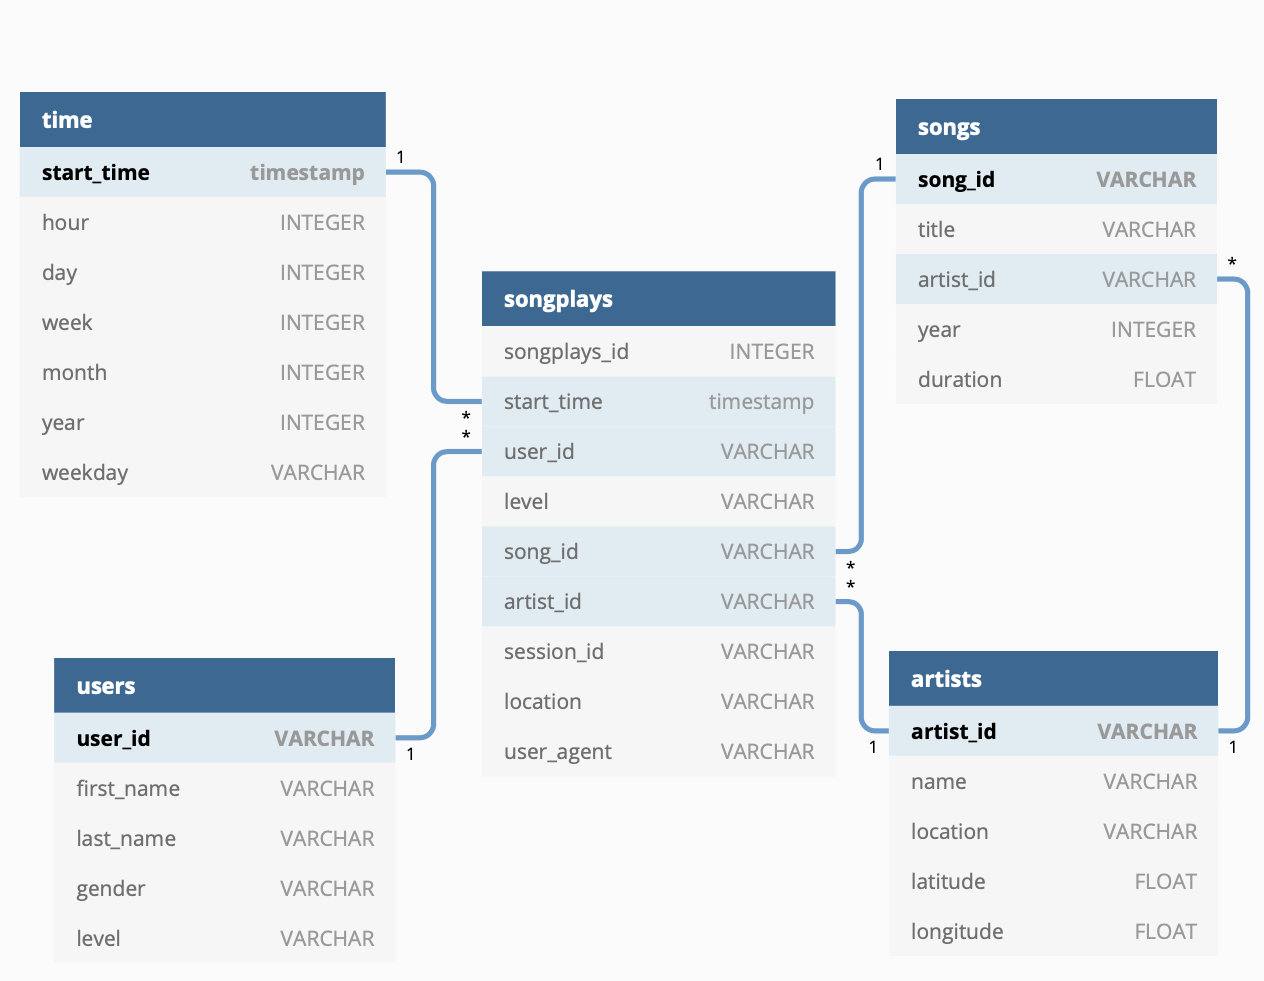 time
start_time timestamp
hour INTEGER
day INTEGER
week INTEGER
month INTEGER
year INTEGER
weekday VARCHAR
1
*
songplays
songplays_id INTEGER
start_time timestamp
user_id VARCHAR
level VARCHAR
song_id VARCHAR
artist_id VARCHAR
session_id VARCHAR
location VARCHAR
user_agent VARCHAR
*
1
users
user_id VARCHAR
first_name VARCHAR
last_name VARCHAR
gender VARCHAR
level VARCHAR
1
*
songs
song_id VARCHAR
title VARCHAR
artist_id VARCHAR
year INTEGER
duration FLOAT
*
*
1
1
artists
artist_id VARCHAR
name VARCHAR
location VARCHAR
latitude FLOAT
longitude FLOAT